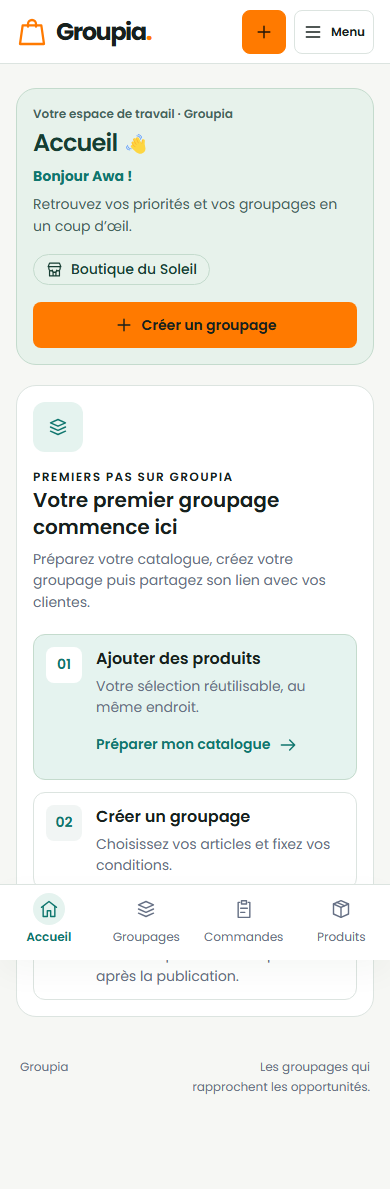 Groupia.
Menu
Votre espace de travail · Groupia
Accueil 👋
Bonjour Awa !
Retrouvez vos priorités et vos groupages en
un coup d’œil.
Boutique du Soleil
Créer un groupage
PREMIERS PAS SUR GROUPIA
Votre premier groupage
commence ici
Préparez votre catalogue, créez votre
groupage puis partagez son lien avec vos
clientes.
01
Ajouter des produits
Votre sélection réutilisable, au
même endroit.
Préparer mon catalogue →
02
Créer un groupage
Choisissez vos articles et fixez vos
conditions.
Accueil
Groupages
Commandes
Produits
après la publication.
Groupia
Les groupages qui
rapprochent les opportunités.